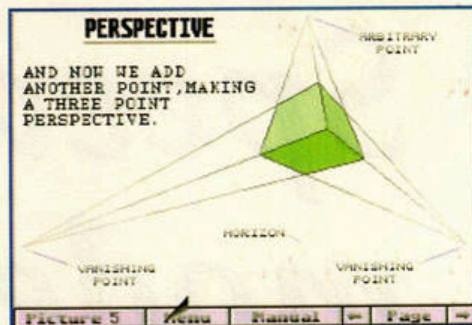 PERSPECTIVE
ARBITRARY
POINT
AND NOW WE ADD
ANOTHER POINT,MAKING
A THREE POINT
PERSPECTIVE.
HORIZON
VANISHING
POINT
VANISHING
POINT
Picture 5 Menu Manual ← Page →